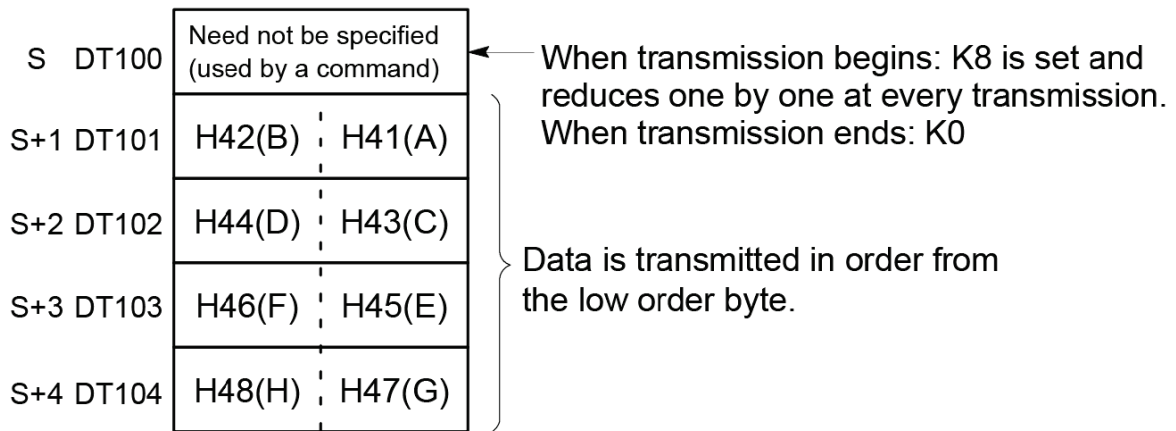 S DT100 Need not be specified
(used by a command)
When transmission begins: K8 is set and
reduces one by one at every transmission.
When transmission ends: K0
S+1 DT101 H42(B) H41(A)
S+2 DT102 H44(D) H43(C)
Data is transmitted in order from
the low order byte.
S+3 DT103 H46(F) H45(E)
S+4 DT104 H48(H) H47(G)